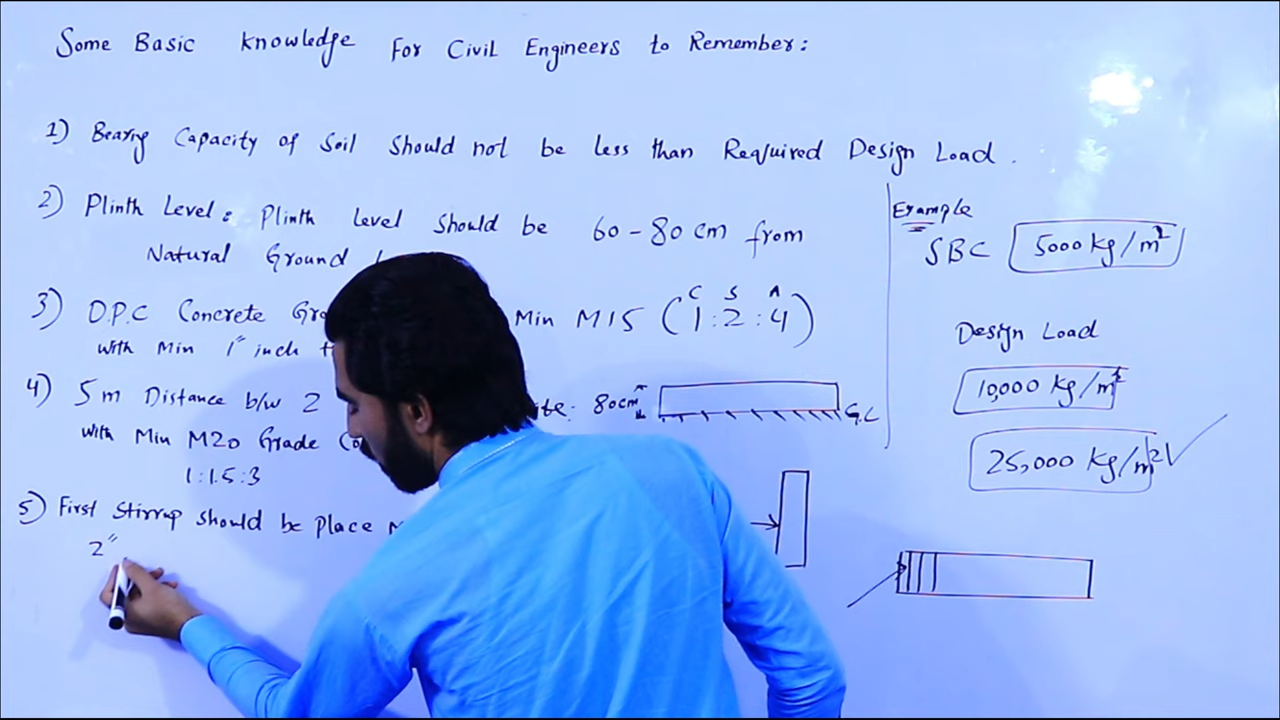 Some Basic Knowledge For Civil Engineers to Remember:
1) Bearing Capacity of Soil Should not be less than Required Design Load.
2) Plinth Level: Plinth Level Should be 60-80 cm from
Natural Ground
3) D.P.C Concrete Min M15 (1:2:4)
C S A
with Min 1" inch
4) 5m Distance b/w 2 80cm
G.L
with Min M20 Grade
1:1.5:3
5) First Stirrup should be Place
2"
Example
SBC 5000 kg/m²
Design Load
10,000 kg/m²
25,000 kg/m² ✓